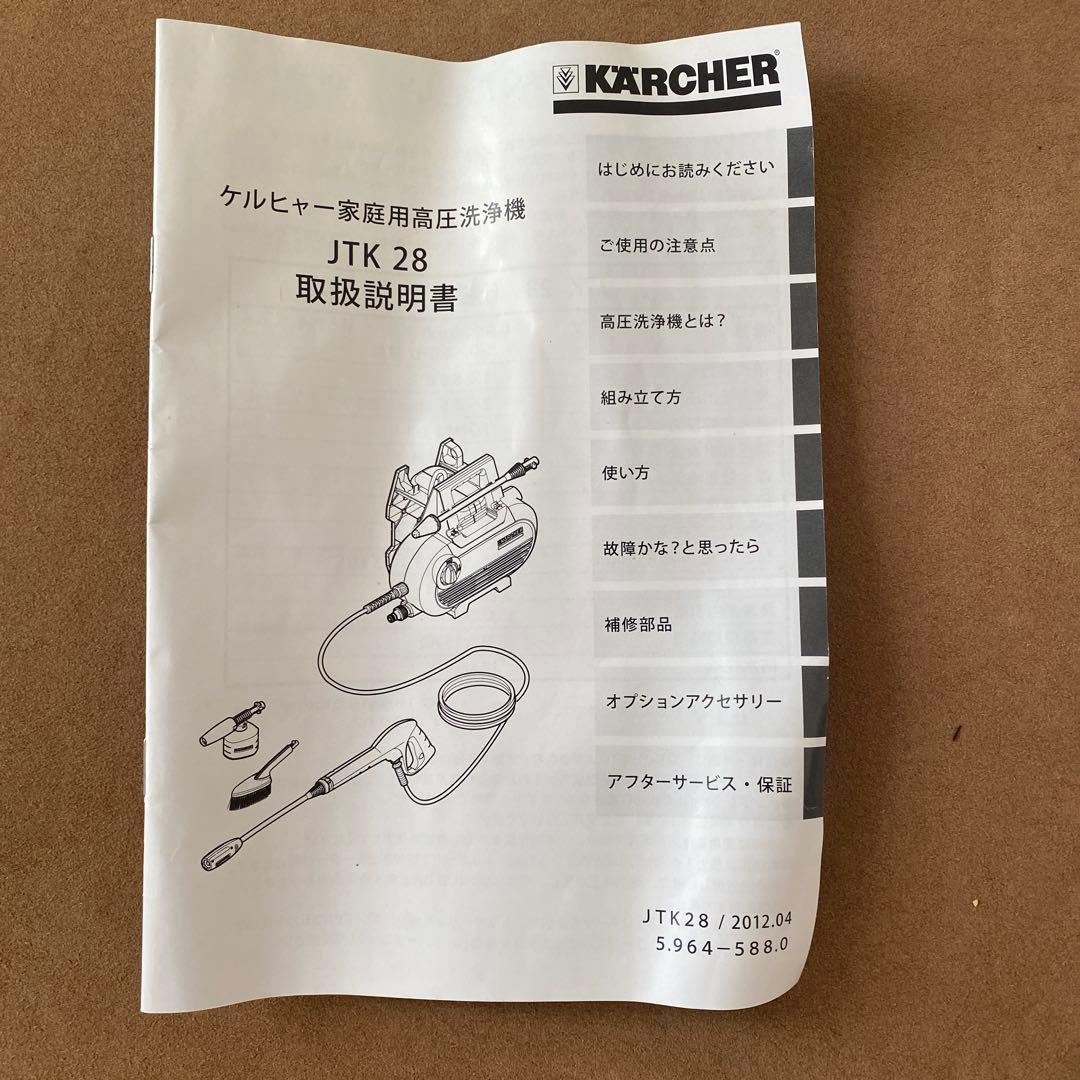 KÄRCHER®
ケルヒャー家庭用高圧洗浄機
JTK 28
取扱説明書
はじめにお読みください
ご使用の注意点
高圧洗浄機とは？
組み立て方
使い方
故障かな？と思ったら
補修部品
オプションアクセサリー
アフターサービス・保証
JTK28 / 2012.04
5.964－588.0